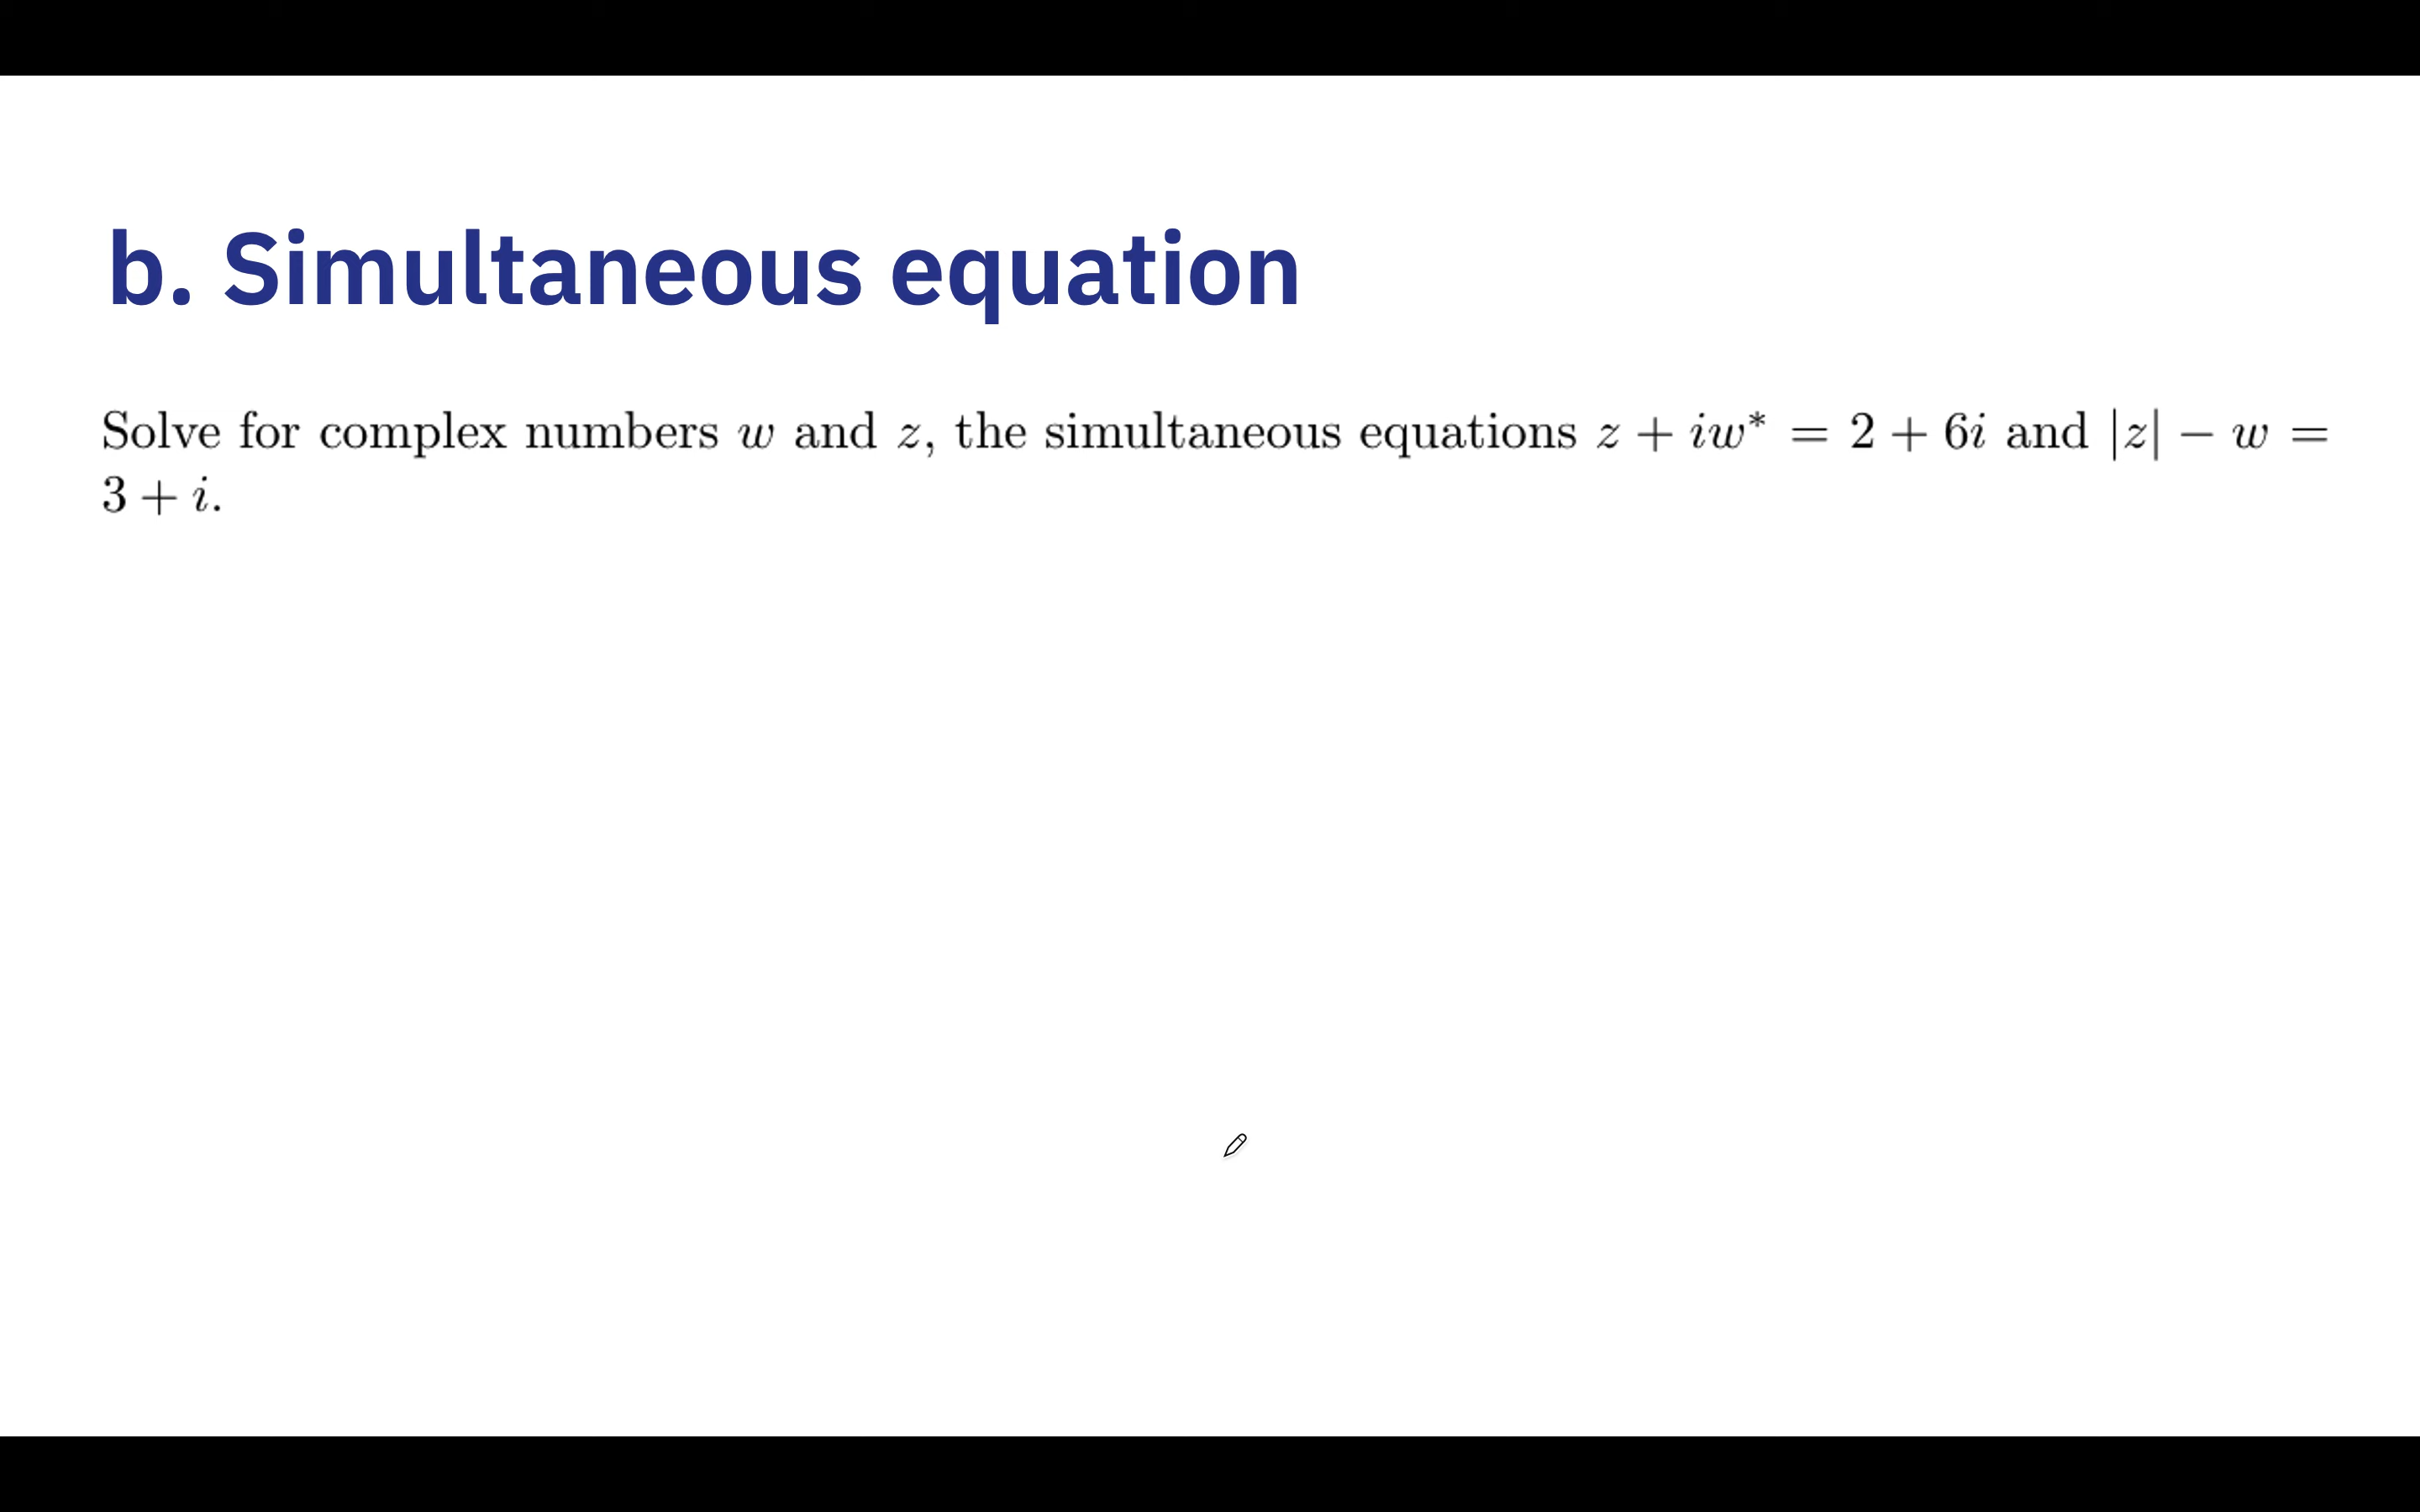 b. Simultaneous equation
Solve for complex numbers w and z, the simultaneous equations z + iw* = 2 + 6i and |z| − w =
3 + i.